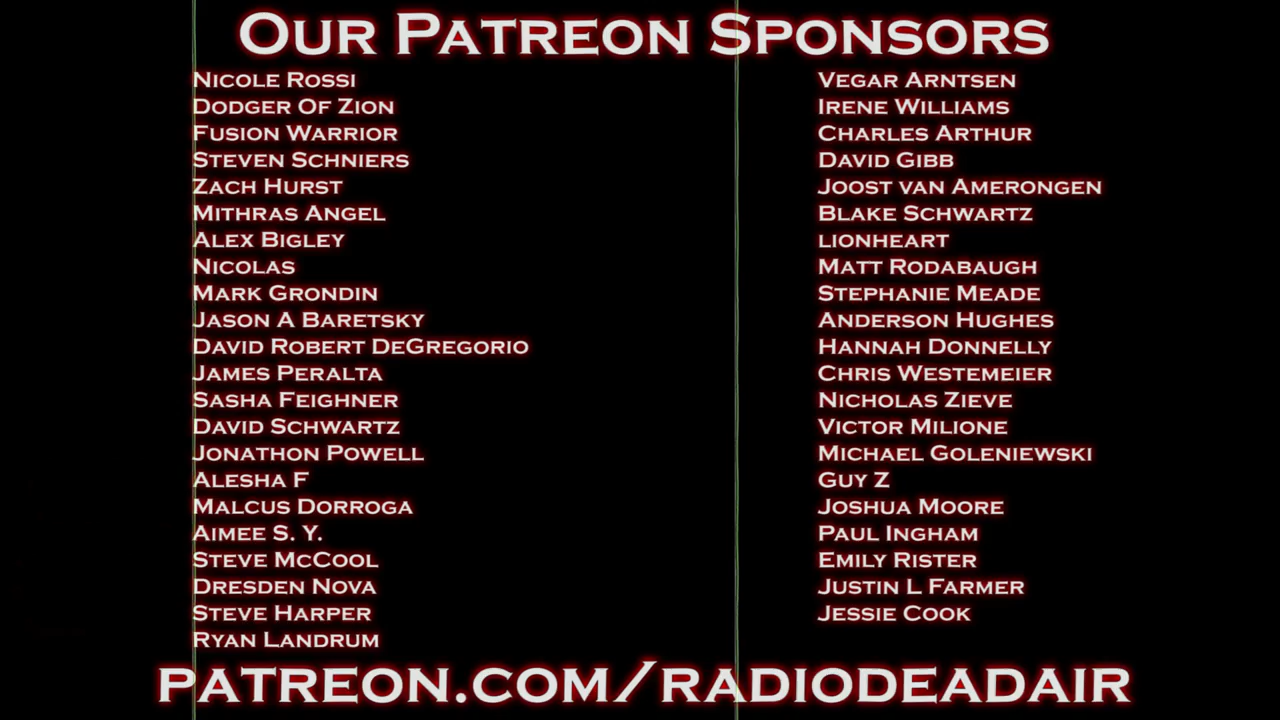 Our Patreon Sponsors
Nicole Rossi
Dodger Of Zion
Fusion Warrior
Steven Schniers
Zach Hurst
Mithras Angel
Alex Bigley
Nicolas
Mark Grondin
Jason A Baretsky
David Robert DeGregorio
James Peralta
Sasha Feighner
David Schwartz
Jonathon Powell
Alesha F
Malcus Dorroga
Aimee S. Y.
Steve McCool
Dresden Nova
Steve Harper
Ryan Landrum
Vegar Arntsen
Irene Williams
Charles Arthur
David Gibb
Joost van Amerongen
Blake Schwartz
lionheart
Matt Rodabaugh
Stephanie Meade
Anderson Hughes
Hannah Donnelly
Chris Westemeier
Nicholas Zieve
Victor Milione
Michael Goleniewski
Guy Z
Joshua Moore
Paul Ingham
Emily Rister
Justin L Farmer
Jessie Cook
patreon.com/radiodeadair